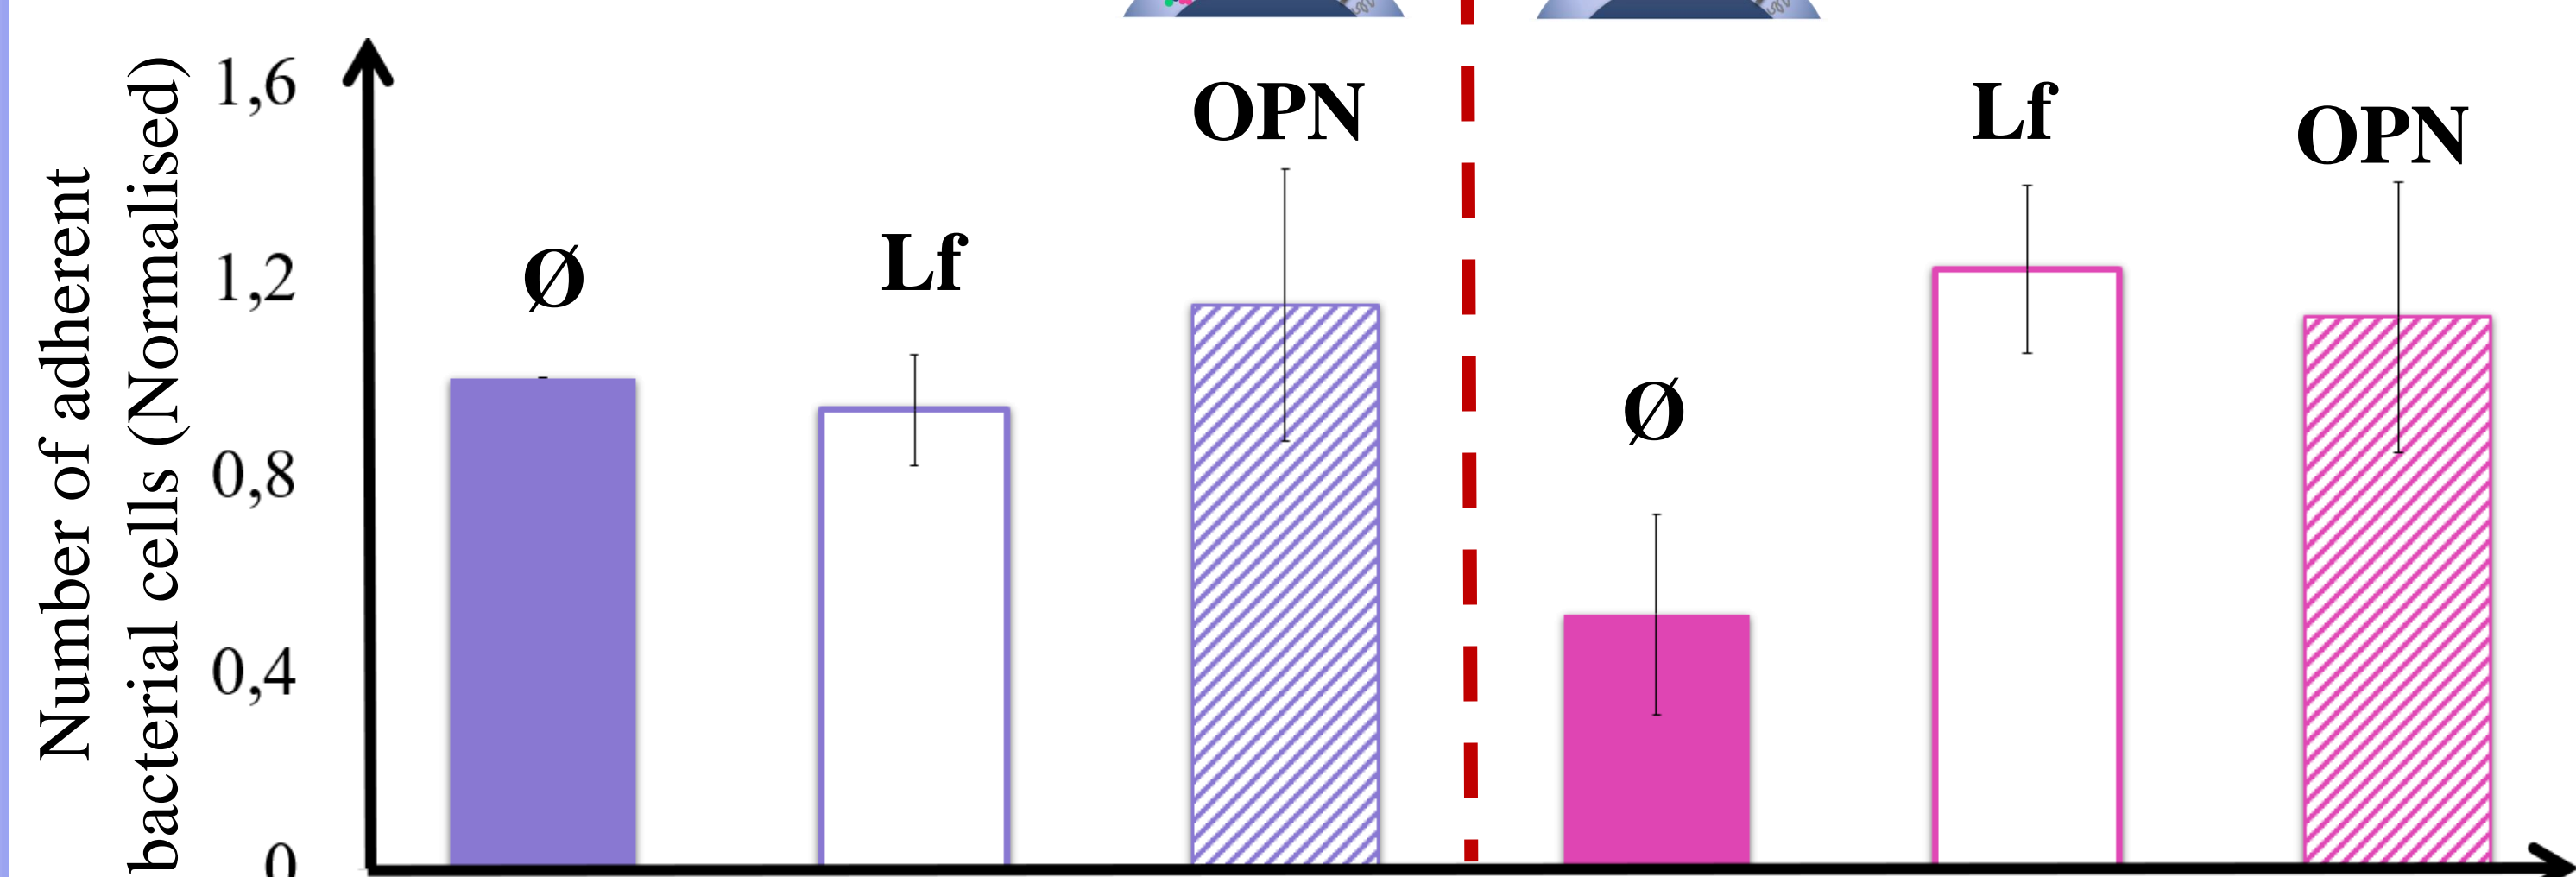 Number of adherent
bacterial cells (Normalised)
1,6
1,2
0,8
0,4
0
Ø
Lf
OPN
Ø
Lf
OPN